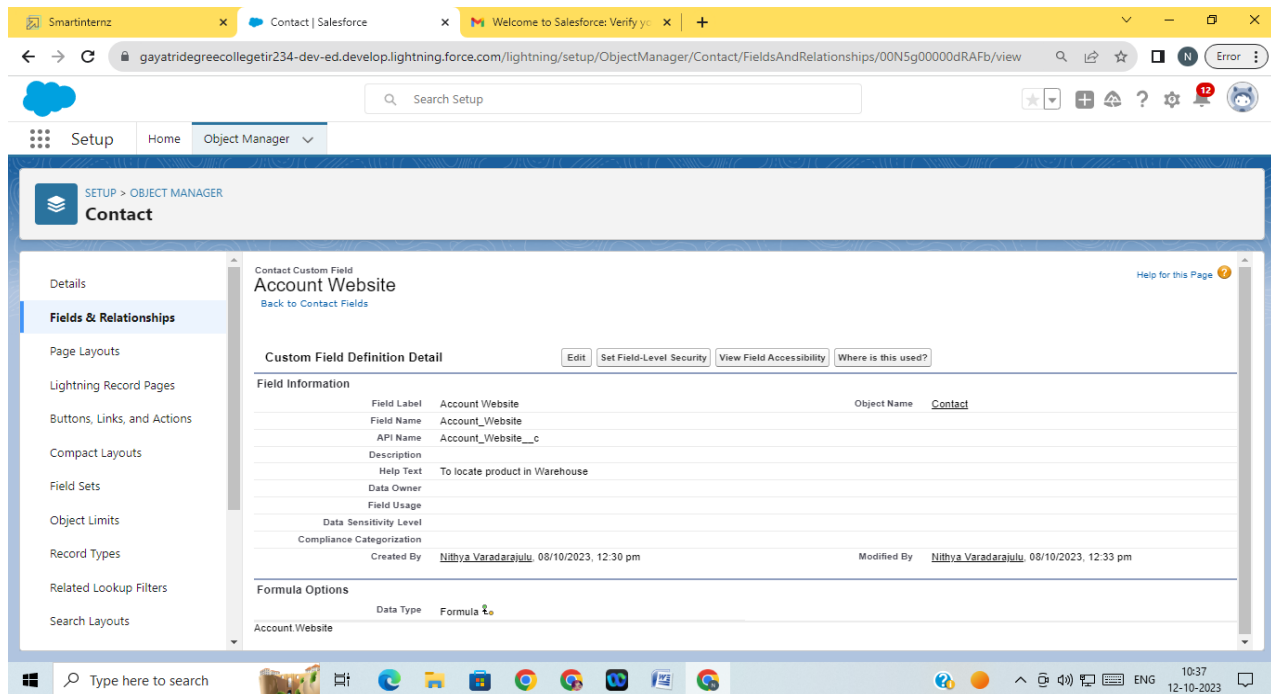 Smartinternz
Contact | Salesforce
Welcome to Salesforce: Verify yo
gayatridegreecollegetir234-dev-ed.develop.lightning.force.com/lightning/setup/ObjectManager/Contact/FieldsAndRelationships/00N5g00000dRAFb/view
N
Error
Search Setup
12
Setup
Home
Object Manager
SETUP > OBJECT MANAGER
Contact
Details
Fields & Relationships
Page Layouts
Lightning Record Pages
Buttons, Links, and Actions
Compact Layouts
Field Sets
Object Limits
Record Types
Related Lookup Filters
Search Layouts
Contact Custom Field
Account Website
Back to Contact Fields
Help for this Page
Custom Field Definition Detail
Edit
Set Field-Level Security
View Field Accessibility
Where is this used?
Field Information
Field Label Account Website Object Name Contact
Field Name Account_Website
API Name Account_Website__c
Description
Help Text To locate product in Warehouse
Data Owner
Field Usage
Data Sensitivity Level
Compliance Categorization
Created By Nithya Varadarajulu, 08/10/2023, 12:30 pm Modified By Nithya Varadarajulu, 08/10/2023, 12:33 pm
Formula Options
Data Type Formula
Account.Website
Type here to search
ENG
10:37
12-10-2023